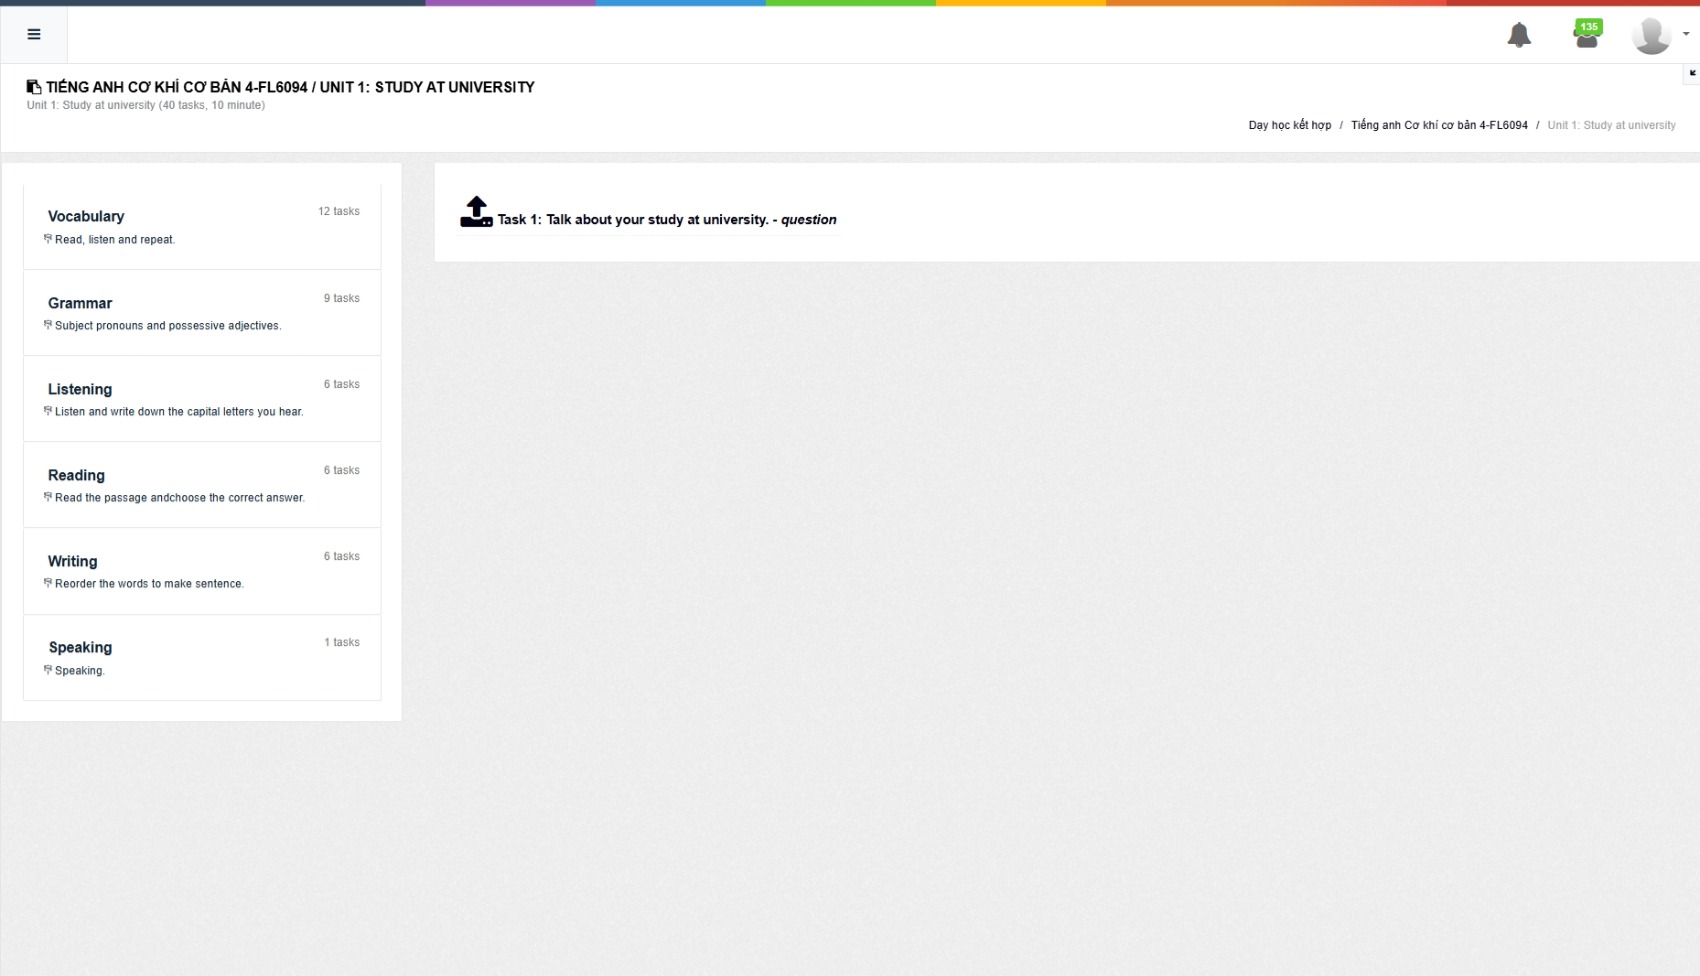 135
TIẾNG ANH CƠ KHÍ CƠ BẢN 4-FL6094 / UNIT 1: STUDY AT UNIVERSITY
Unit 1: Study at university (40 tasks, 10 minute)
Dạy học kết hợp / Tiếng anh Cơ khí cơ bản 4-FL6094 / Unit 1: Study at university
Vocabulary 12 tasks
Read, listen and repeat.
Grammar 9 tasks
Subject pronouns and possessive adjectives.
Listening 6 tasks
Listen and write down the capital letters you hear.
Reading 6 tasks
Read the passage andchoose the correct answer.
Writing 6 tasks
Reorder the words to make sentence.
Speaking 1 tasks
Speaking.
Task 1: Talk about your study at university. - question